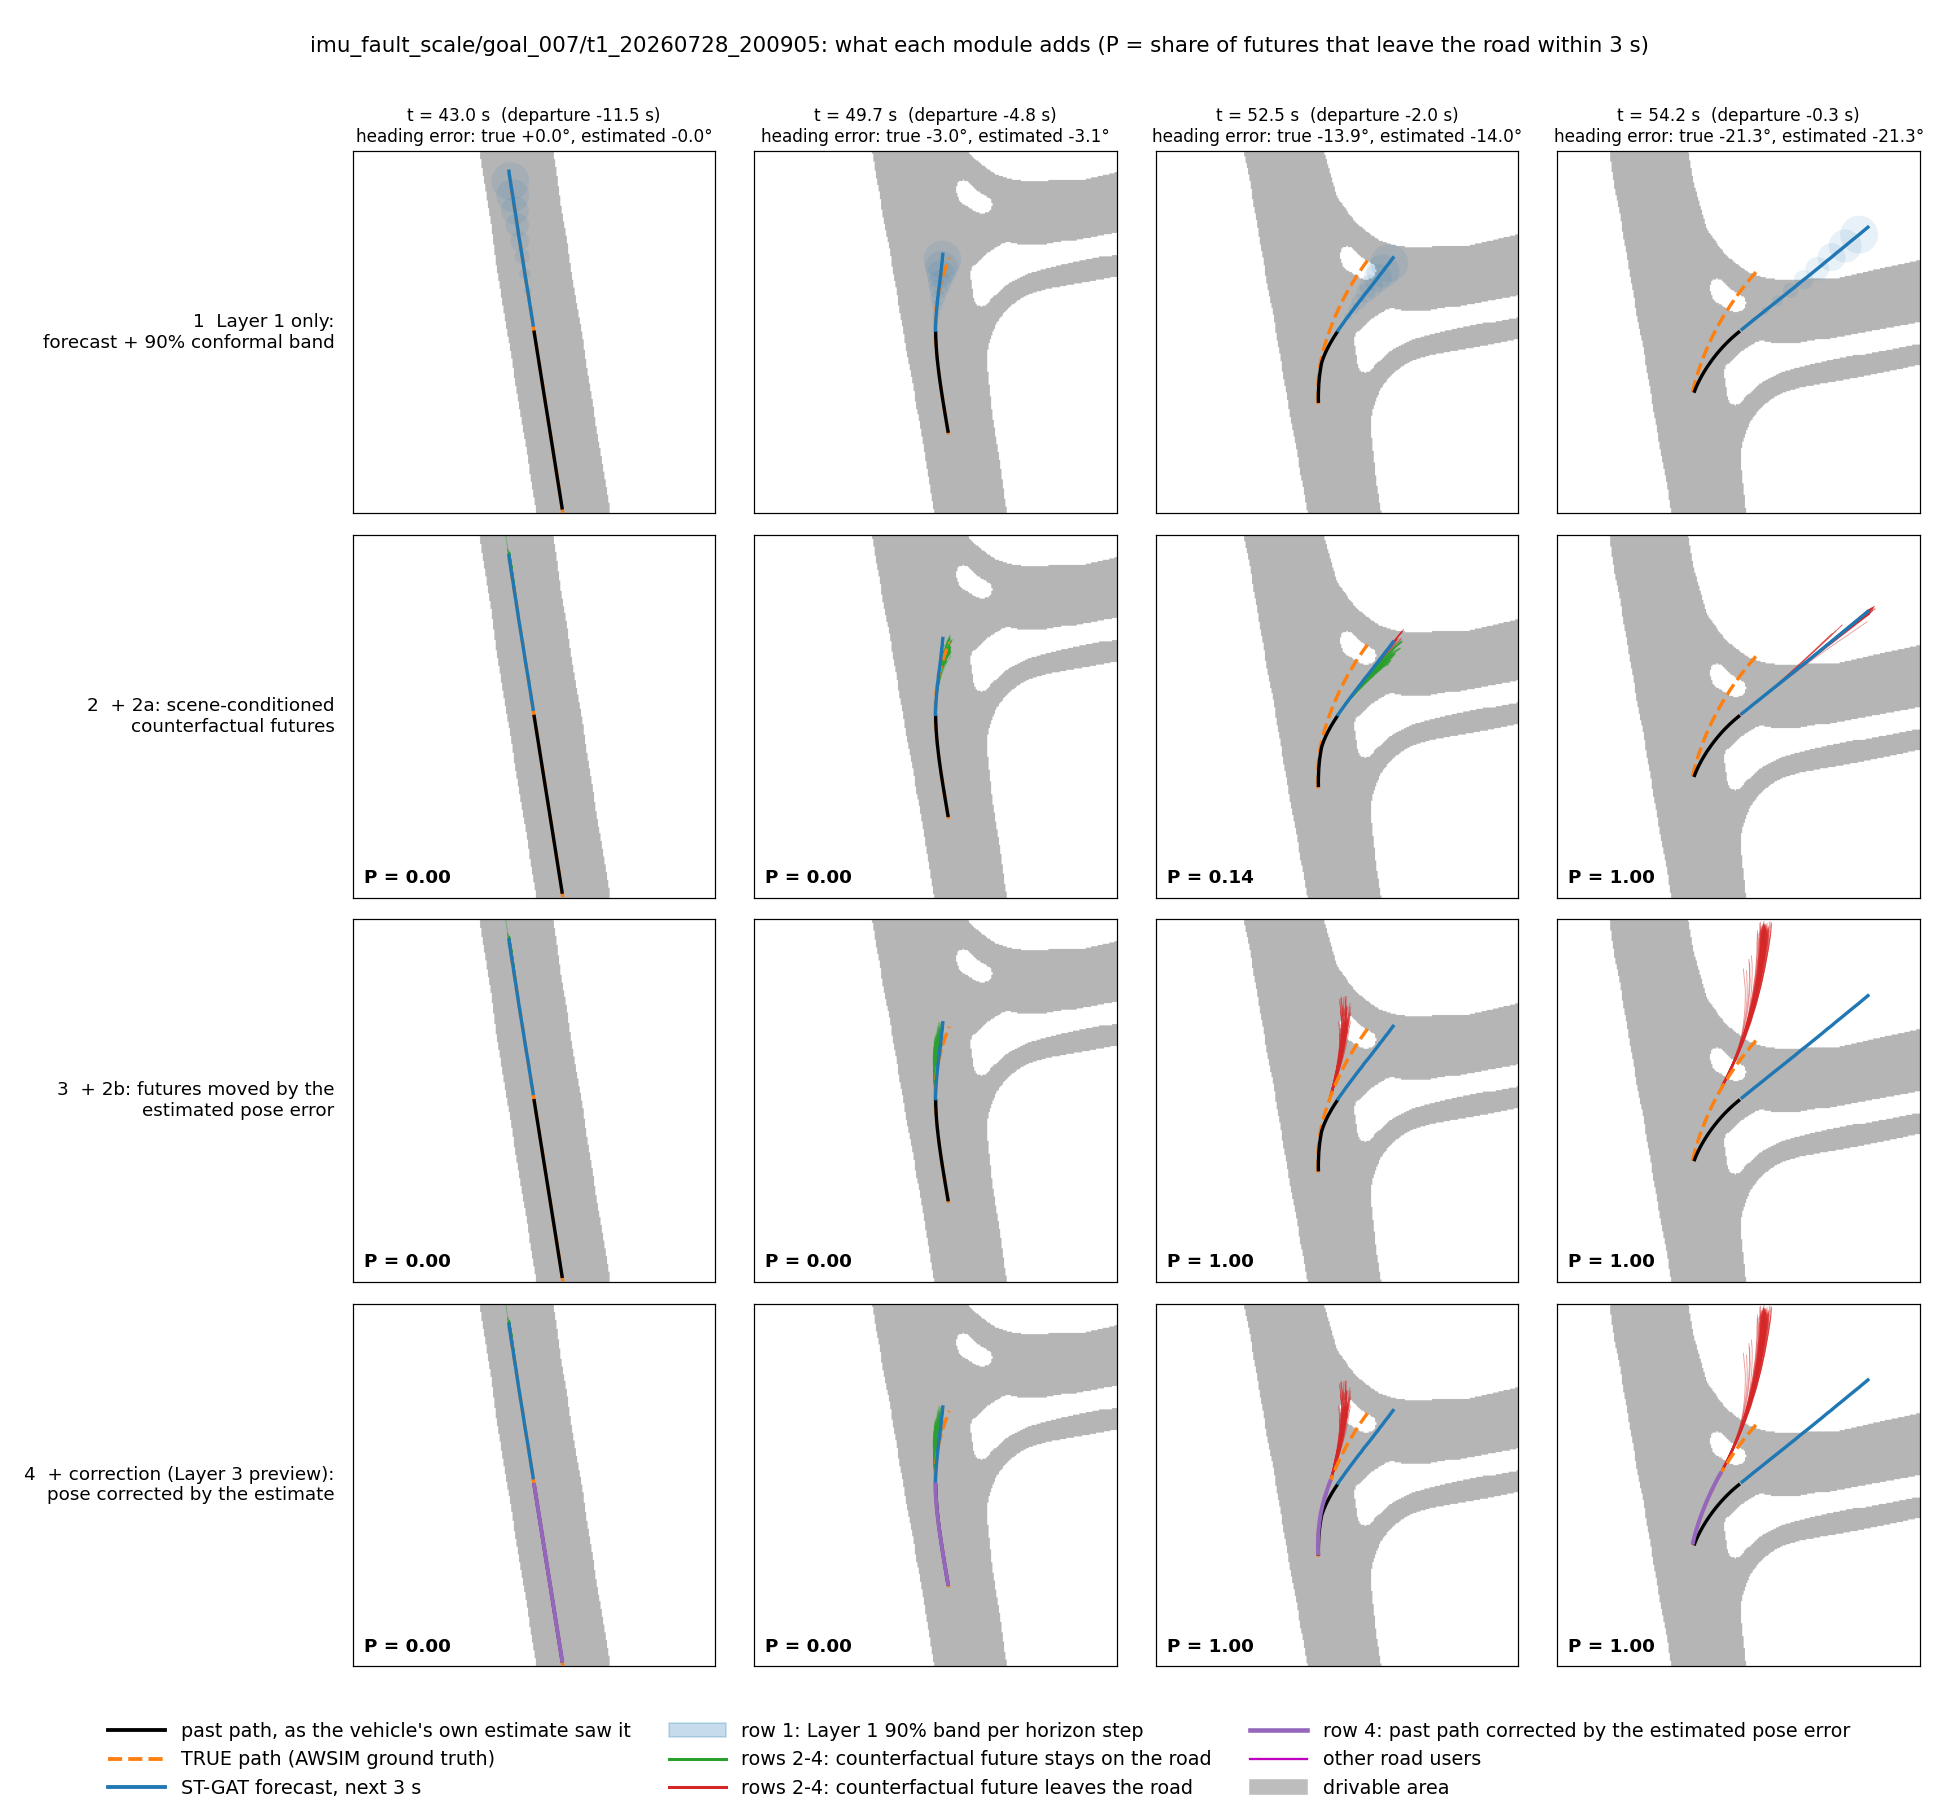 imu_fault_scale/goal_007/t1_20260728_200905: what each module adds (P = share of futures that leave the road within 3 s)
t = 43.0 s  (departure -11.5 s)
heading error: true +0.0°, estimated -0.0°
t = 49.7 s  (departure -4.8 s)
heading error: true -3.0°, estimated -3.1°
t = 52.5 s  (departure -2.0 s)
heading error: true -13.9°, estimated -14.0°
t = 54.2 s  (departure -0.3 s)
heading error: true -21.3°, estimated -21.3°
1  Layer 1 only:
forecast + 90% conformal band
2  + 2a: scene-conditioned
counterfactual futures
P = 0.00
P = 0.00
P = 0.14
P = 1.00
3  + 2b: futures moved by the
estimated pose error
P = 0.00
P = 0.00
P = 1.00
P = 1.00
4  + correction (Layer 3 preview):
pose corrected by the estimate
P = 0.00
P = 0.00
P = 1.00
P = 1.00
past path, as the vehicle's own estimate saw it
TRUE path (AWSIM ground truth)
ST-GAT forecast, next 3 s
row 1: Layer 1 90% band per horizon step
rows 2-4: counterfactual future stays on the road
rows 2-4: counterfactual future leaves the road
row 4: past path corrected by the estimated pose error
other road users
drivable area